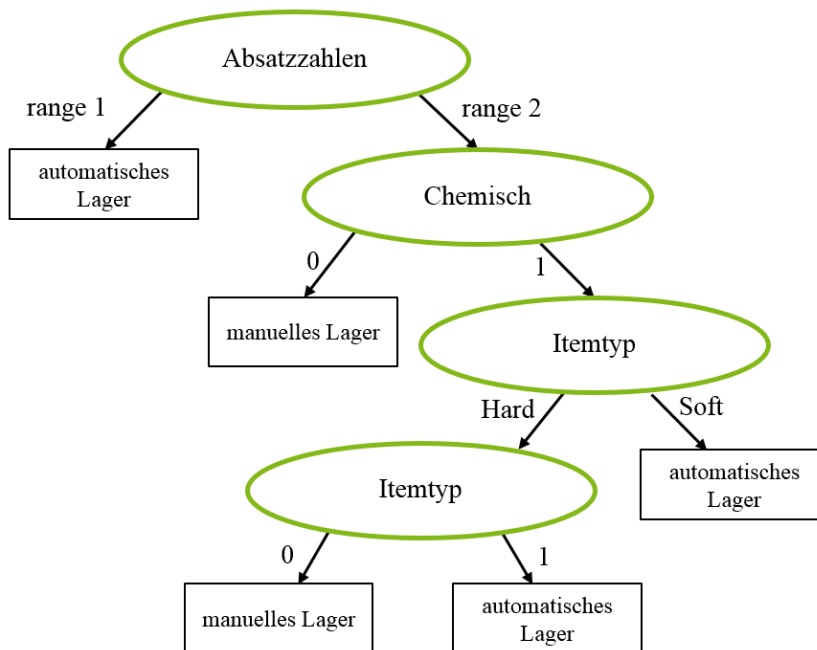 Absatzzahlen
range 1
range 2
automatisches
Lager
Chemisch
0
1
manuelles Lager
Itemtyp
Hard
Soft
automatisches
Lager
Itemtyp
0
1
manuelles Lager
automatisches
Lager